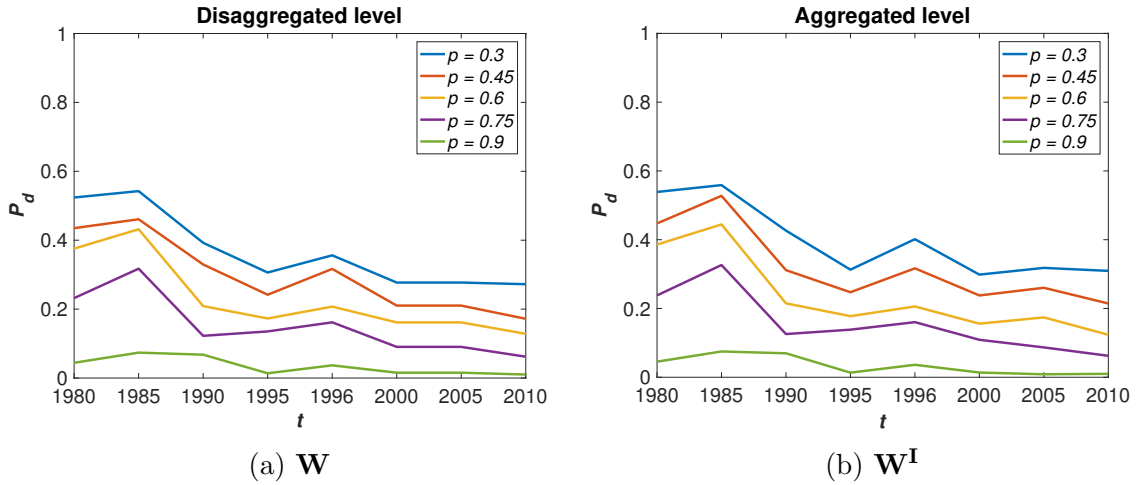 Disaggregated level
1
0.8
0.6
0.4
0.2
0
P_d
p = 0.3
p = 0.45
p = 0.6
p = 0.75
p = 0.9
1980 1985 1990 1995 1996 2000 2005 2010
t
(a) W
Aggregated level
1
0.8
0.6
0.4
0.2
0
P_d
p = 0.3
p = 0.45
p = 0.6
p = 0.75
p = 0.9
1980 1985 1990 1995 1996 2000 2005 2010
t
(b) W^I